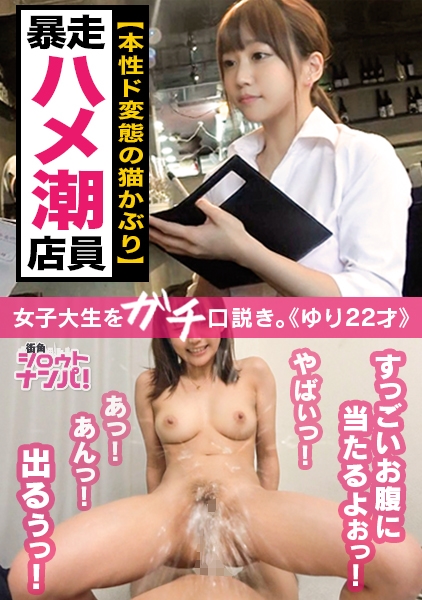 【本性ド変態の猫かぶり】
暴走
ハメ潮
店員
女子大生をガチ口説き。《ゆり22才》
街角
シロウト
ナンパ!
すっごいお腹に
当たるよぉっ!
やばいっ!
あっ!
あんっ!
出るぅっ!